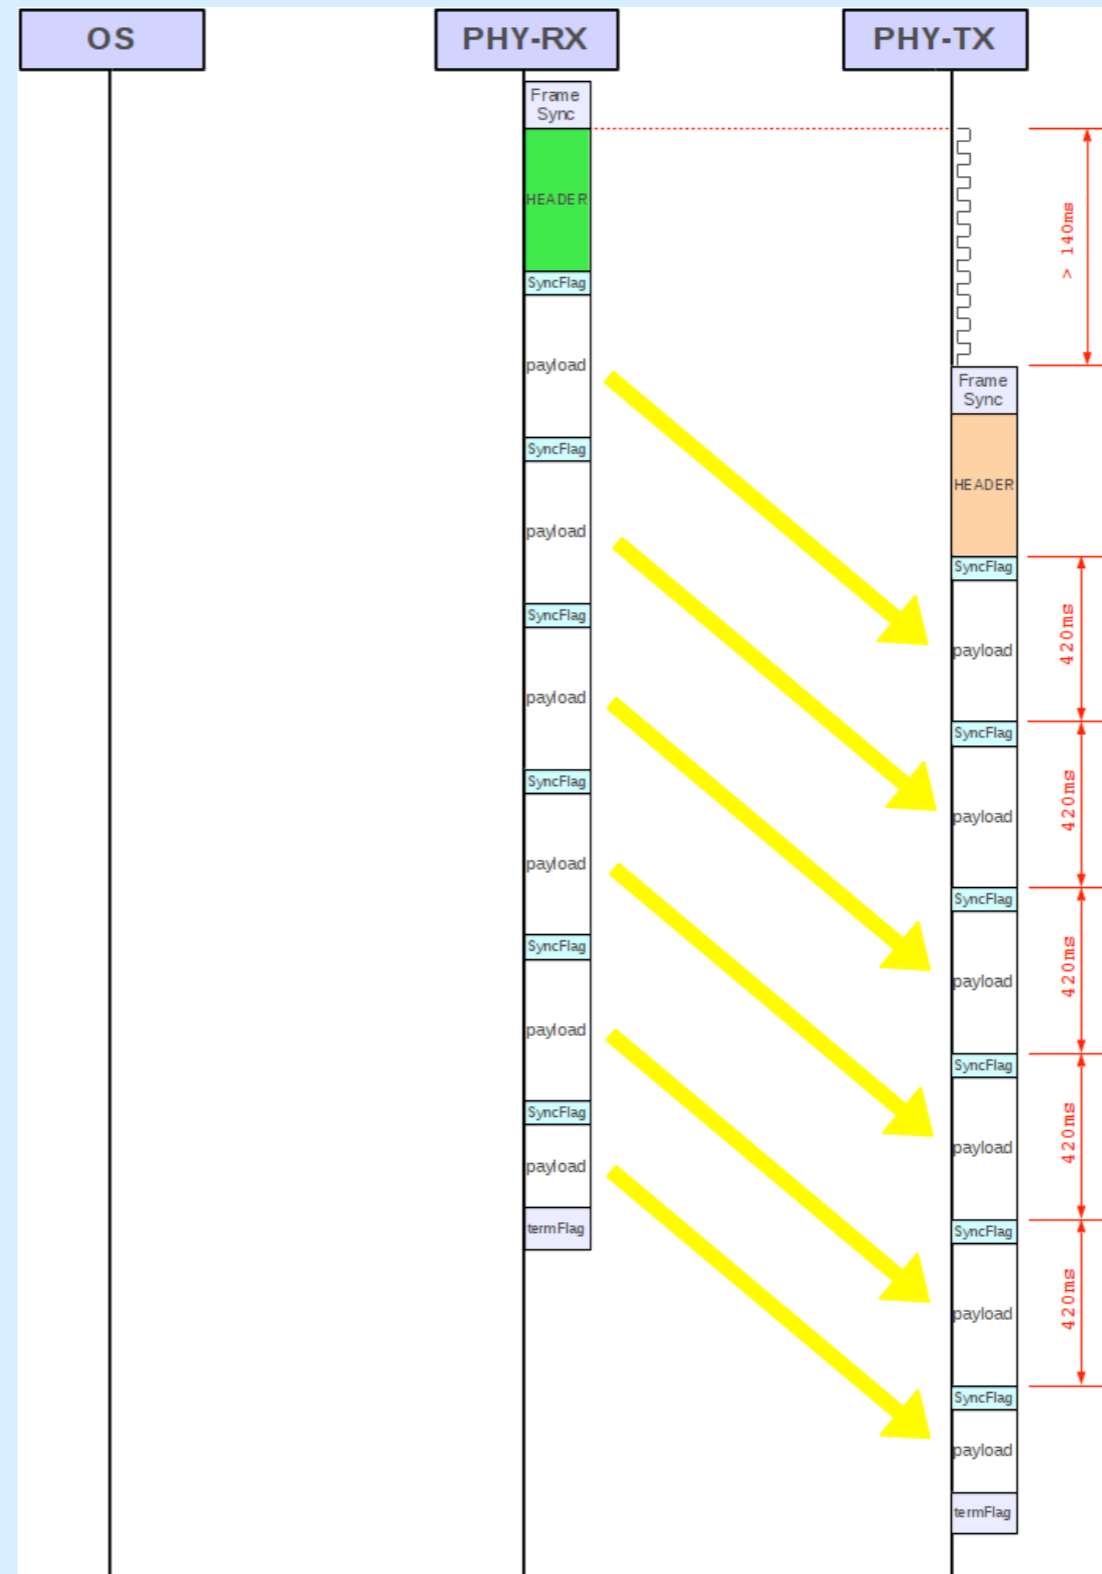 OS
PHY-RX
PHY-TX
Frame
Sync
HEADER
SyncFlag
payload
SyncFlag
payload
SyncFlag
payload
SyncFlag
payload
SyncFlag
payload
SyncFlag
payload
termFlag
Frame
Sync
HEADER
SyncFlag
payload
SyncFlag
payload
SyncFlag
payload
SyncFlag
payload
SyncFlag
payload
SyncFlag
payload
termFlag
> 140ms
420ms
420ms
420ms
420ms
420ms